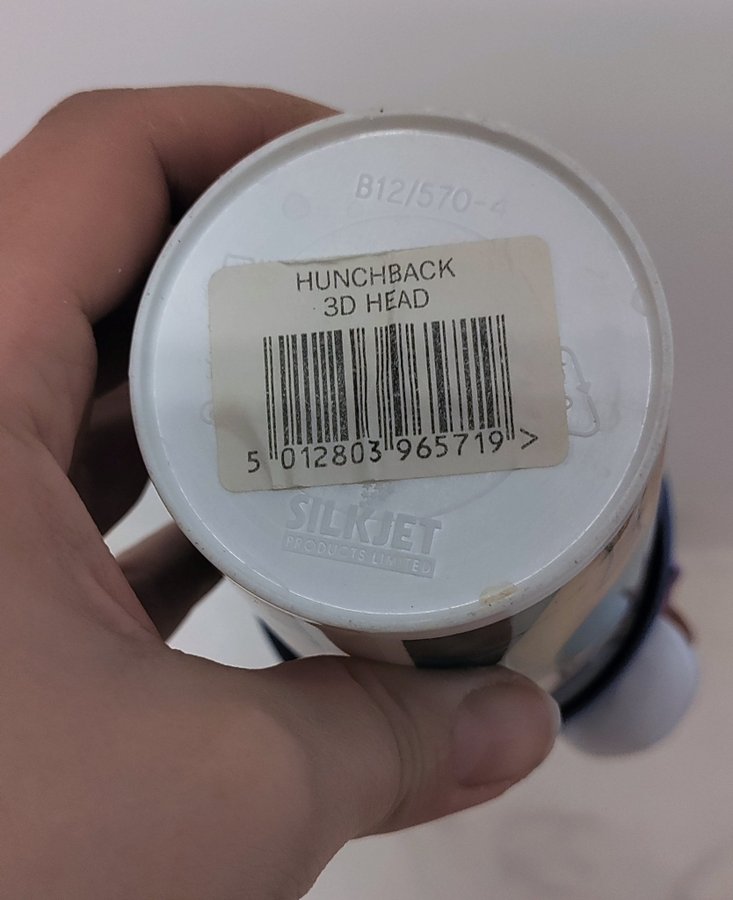 B12/570-4
HUNCHBACK
3D HEAD
5 012803 965719 >
SILKJET
PRODUCTS LIMITED